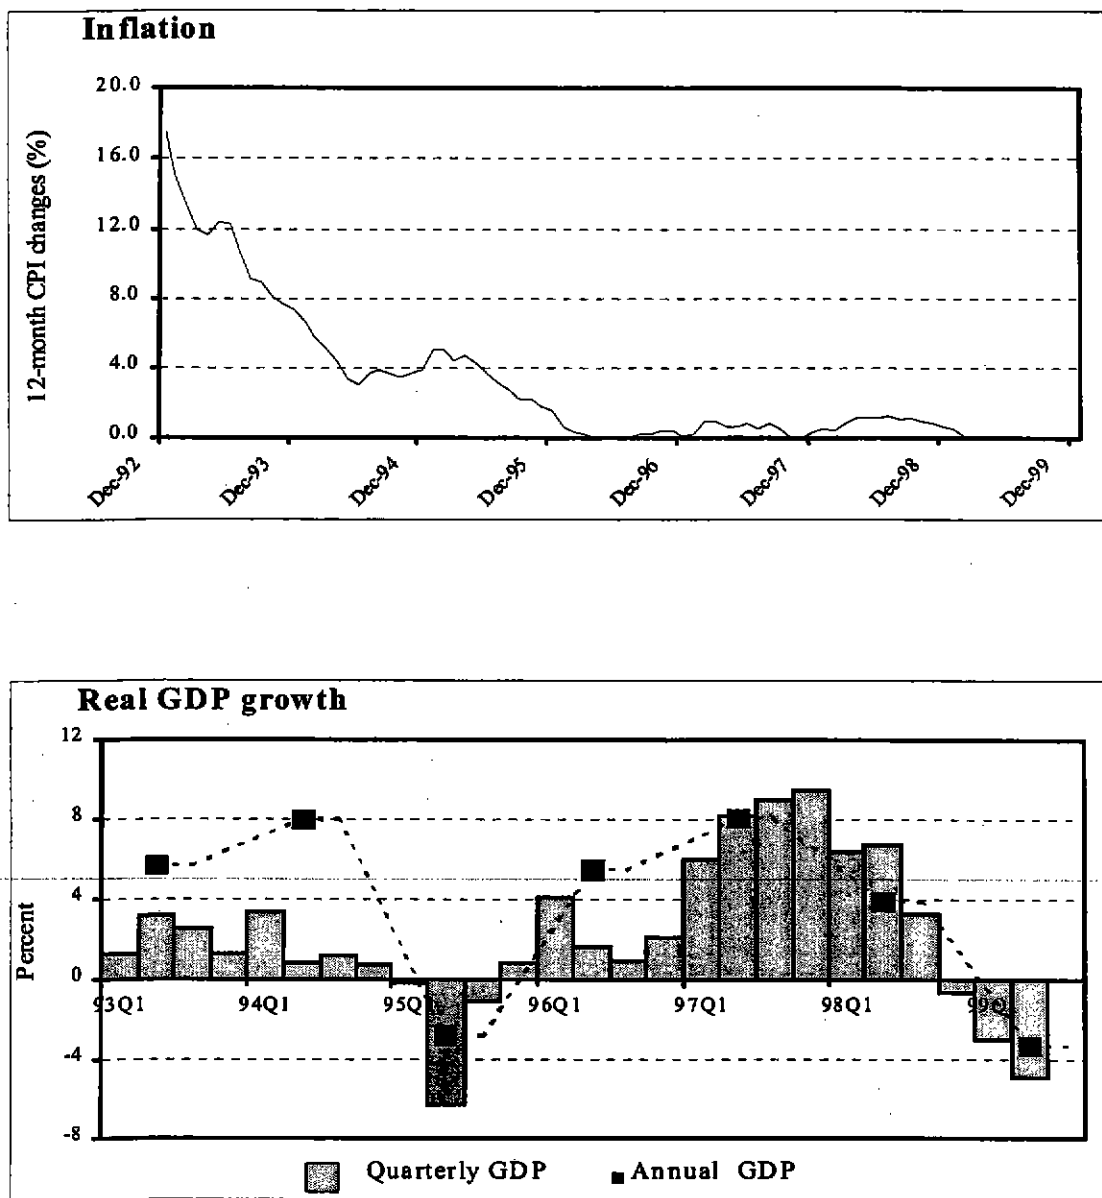 Inflation
20.0
16.0
12.0
8.0
4.0
0.0
12-month CPI changes (%)
Dec-92
Dec-93
Dec-94
Dec-95
Dec-96
Dec-97
Dec-98
Dec-99
Real GDP growth
12
8
4
0
-4
-8
Percent
93Q1
94Q1
95Q1
96Q1
97Q1
98Q1
Quarterly GDP
Annual GDP